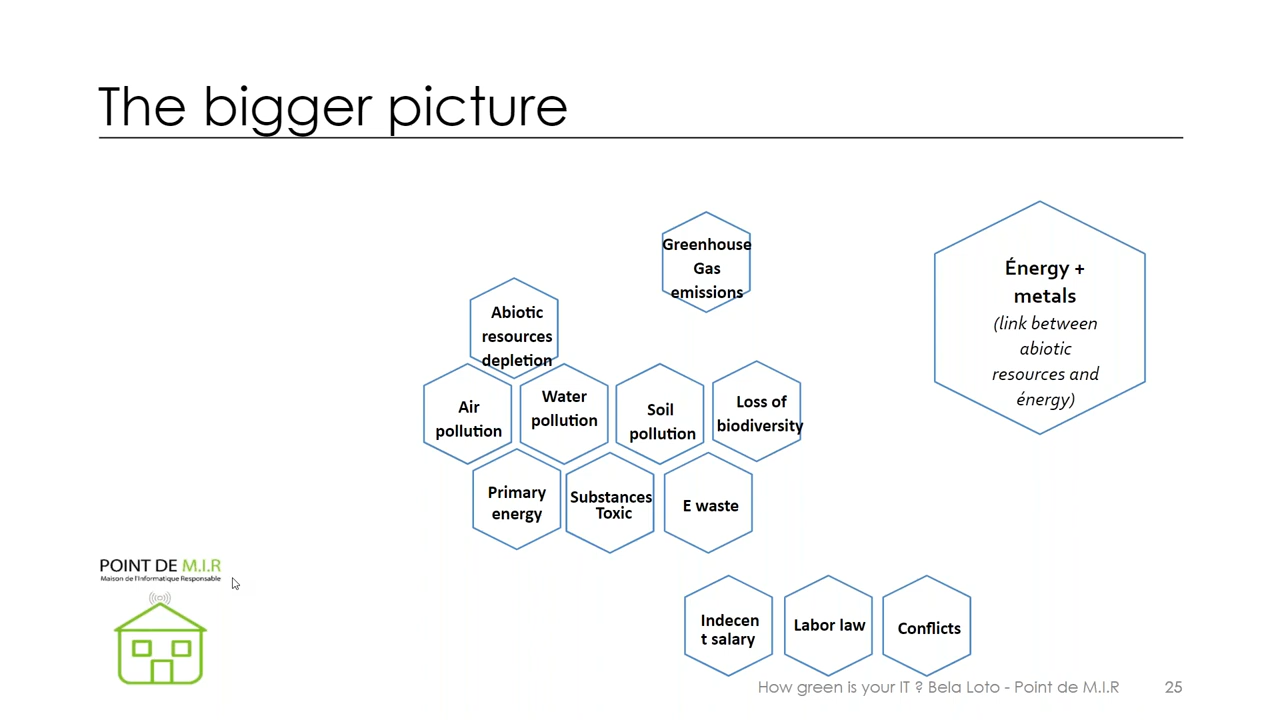 The bigger picture
Greenhouse
Gas
emissions
Énergy +
metals
(link between
abiotic
resources and
énergy)
Abiotic
resources
depletion
Air
pollution
Water
pollution
Soil
pollution
Loss of
biodiversity
Primary
energy
Substances
Toxic
E waste
POINT DE M.I.R
Maison de l'Informatique Responsable
Indecen
t salary
Labor law
Conflicts
How green is your IT ? Bela Loto - Point de M.I.R
25